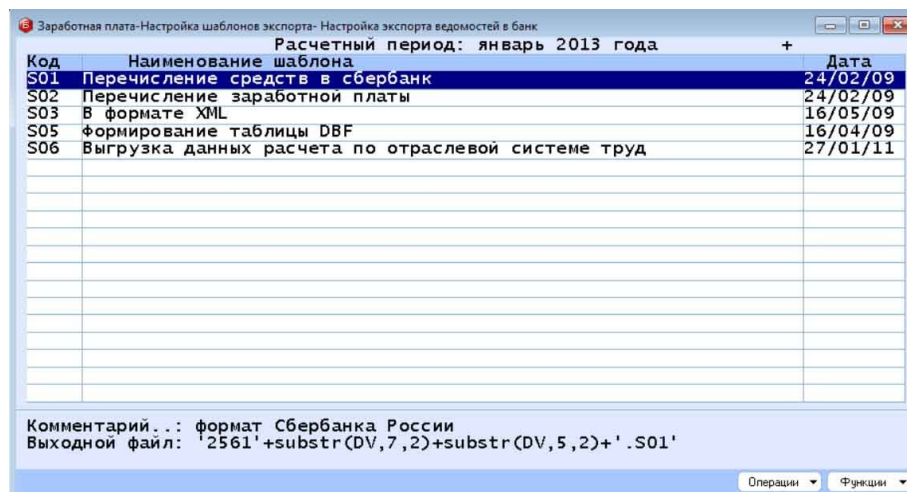 Заработная плата-Настройка шаблонов экспорта- Настройка экспорта ведомостей в банк
Расчетный период: январь 2013 года +
Код Наименование шаблона Дата
S01 Перечисление средств в сбербанк 24/02/09
S02 Перечисление заработной платы 24/02/09
S03 В формате XML 16/05/09
S05 Формирование таблицы DBF 16/04/09
S06 Выгрузка данных расчета по отраслевой системе труд 27/01/11
Комментарий..: формат Сбербанка России
Выходной файл: '2561'+substr(DV,7,2)+substr(DV,5,2)+'.S01'
Операции Функции